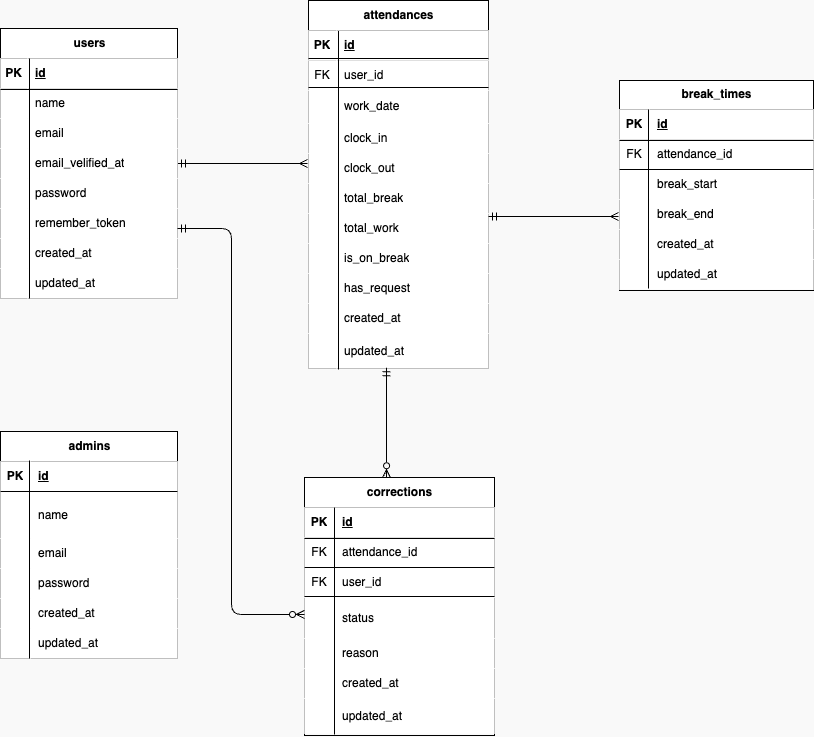 users
PK id
name
email
email_velified_at
password
remember_token
created_at
updated_at
attendances
PK id
FK user_id
work_date
clock_in
clock_out
total_break
total_work
is_on_break
has_request
created_at
updated_at
break_times
PK id
FK attendance_id
break_start
break_end
created_at
updated_at
admins
PK id
name
email
password
created_at
updated_at
corrections
PK id
FK attendance_id
FK user_id
status
reason
created_at
updated_at